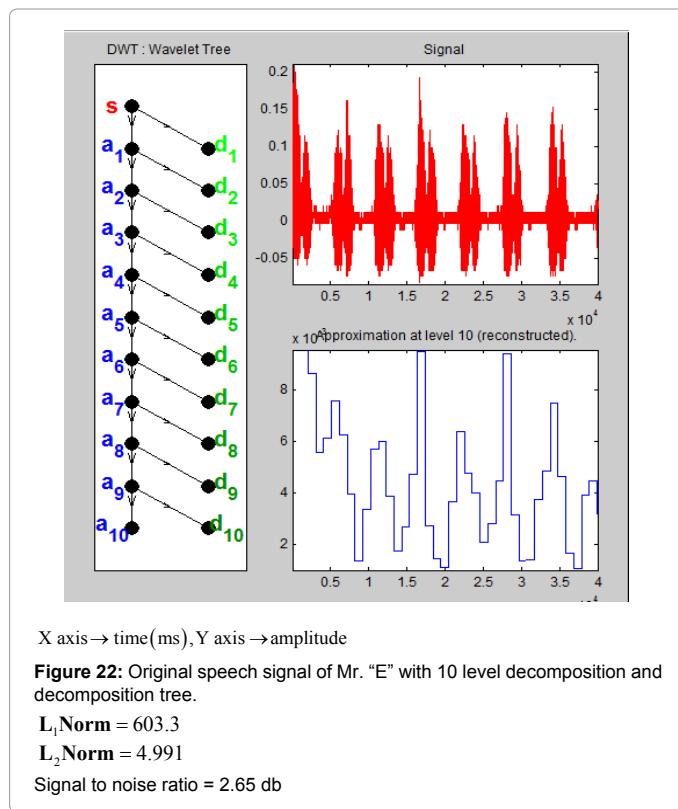 DWT : Wavelet Tree
s
a1 d1
a2 d2
a3 d3
a4 d4
a5 d5
a6 d6
a7 d7
a8 d8
a9 d9
a10 d10
Signal
0.2
0.15
0.1
0.05
0
-0.05
0.5 1 1.5 2 2.5 3 3.5 4
x 10^4
x 10^-3
Approximation at level 10 (reconstructed).
8
6
4
2
0.5 1 1.5 2 2.5 3 3.5 4
X axis → time(ms), Y axis → amplitude
Figure 22: Original speech signal of Mr. “E” with 10 level decomposition and
decomposition tree.
L1Norm = 603.3
L2Norm = 4.991
Signal to noise ratio = 2.65 db